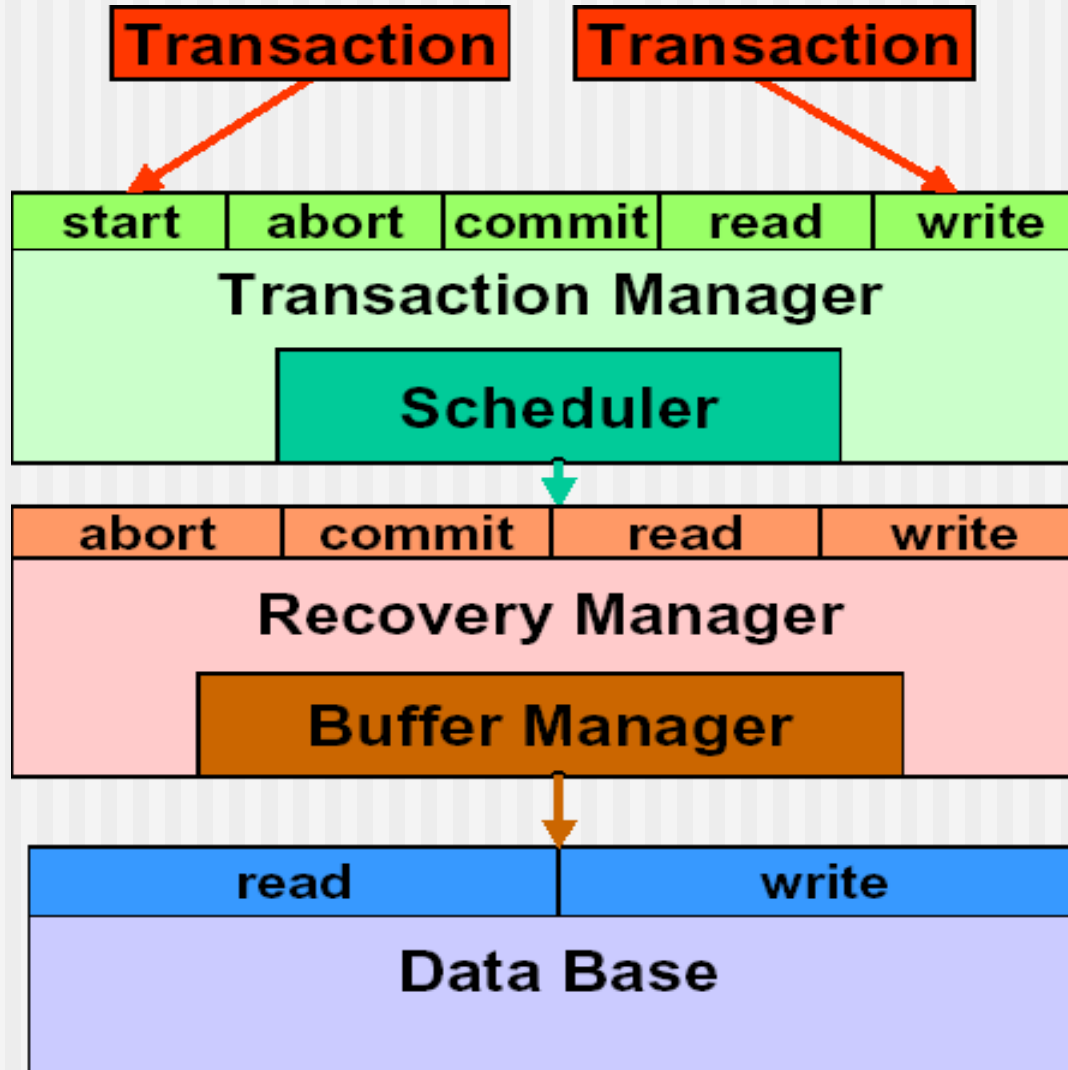 Transaction Transaction
start abort commit read write
Transaction Manager
Scheduler
abort commit read write
Recovery Manager
Buffer Manager
read write
Data Base